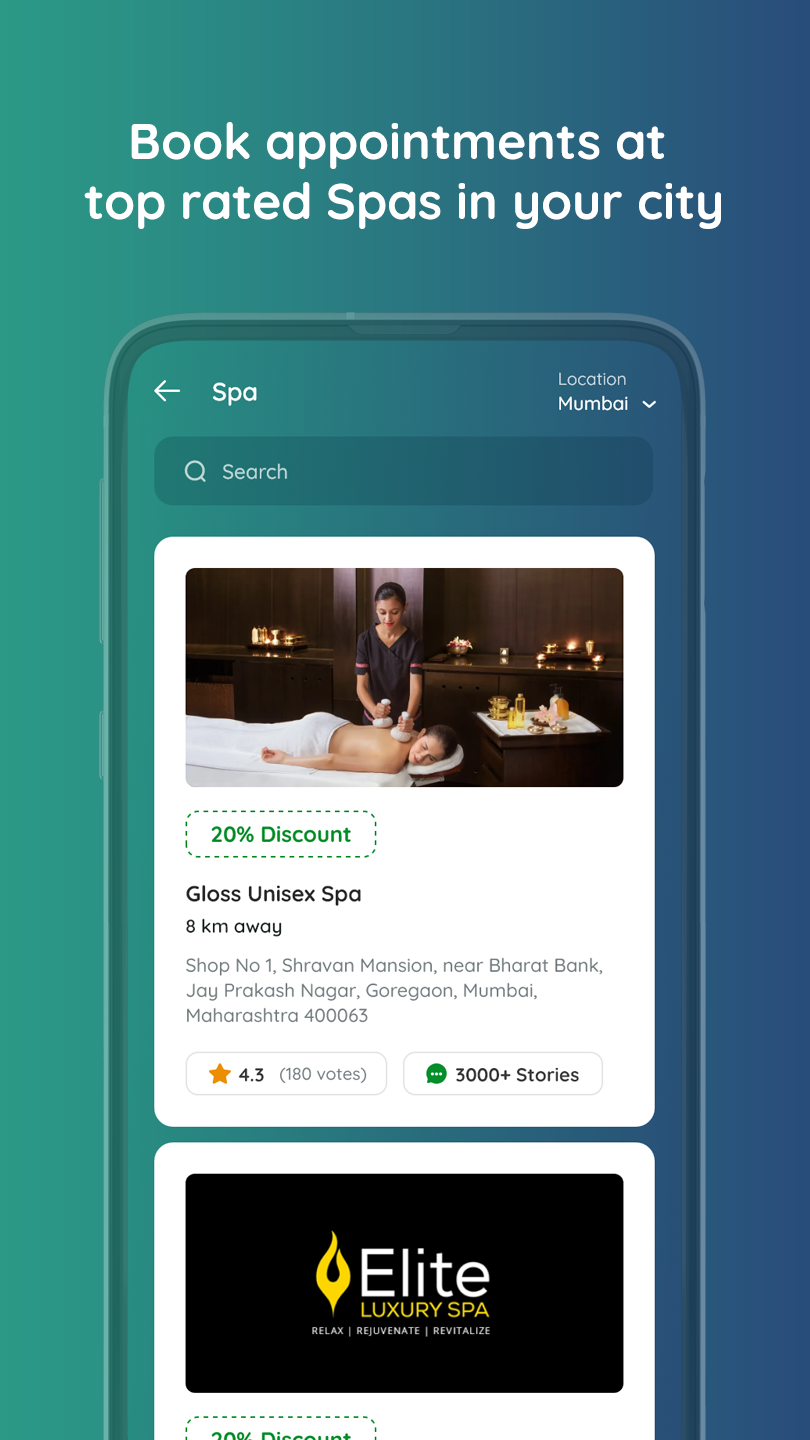 Book appointments at
top rated Spas in your city
Spa
Location
Mumbai
Search
20% Discount
Gloss Unisex Spa
8 km away
Shop No 1, Shravan Mansion, near Bharat Bank,
Jay Prakash Nagar, Goregaon, Mumbai,
Maharashtra 400063
4.3 (180 votes)
3000+ Stories
Elite
LUXURY SPA
RELAX | REJUVENATE | REVITALIZE
20% Discount